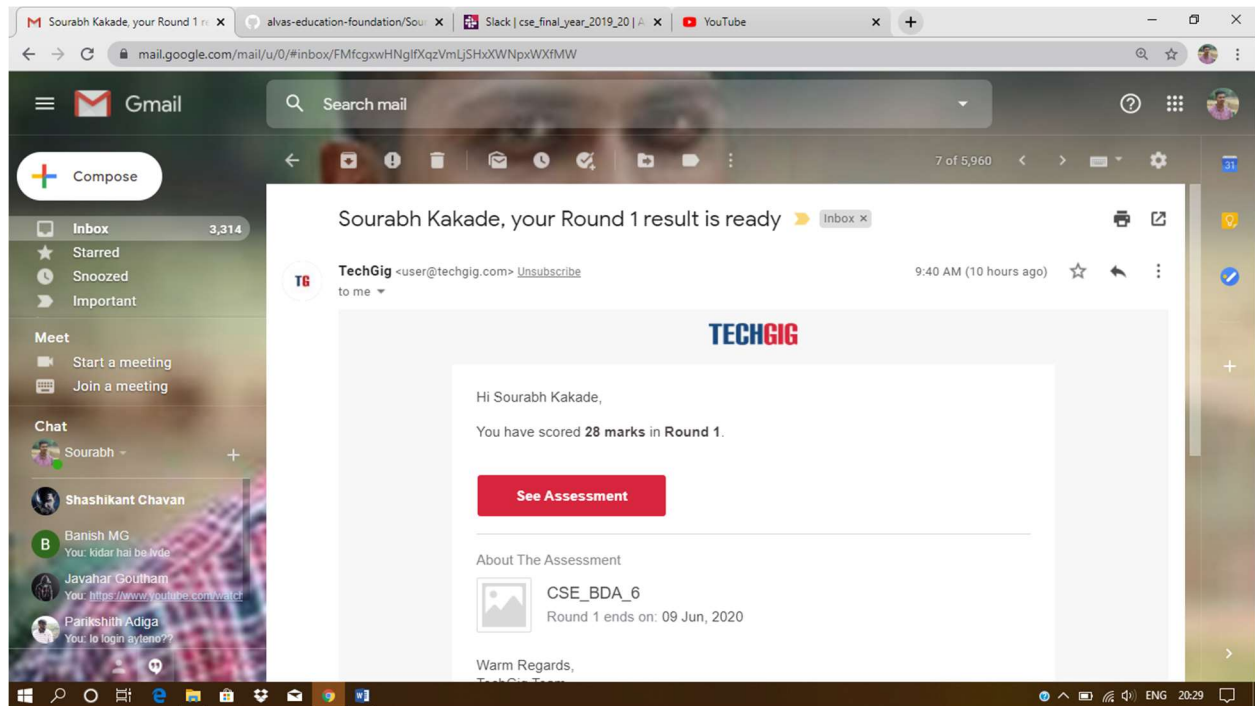 Sourabh Kakade, your Round 1 re
alvas-education-foundation/Sour
Slack | cse_final_year_2019_20 | A
YouTube
mail.google.com/mail/u/0/#inbox/FMfcgxwHNglfXqzVmLjSHxXWNpxWXfMW
Gmail
Search mail
Compose
7 of 5,960
31
Inbox 3,314
Starred
Snoozed
Important
Meet
Start a meeting
Join a meeting
Chat
Sourabh
Shashikant Chavan
B
Banish MG
You: kidar hai be lvde
Javahar Goutham
You: https://www.youtube.com/watch
Parikshith Adiga
You: lo login ayteno??
Sourabh Kakade, your Round 1 result is ready Inbox ×
TG
TechGig <user@techgig.com> Unsubscribe 9:40 AM (10 hours ago)
to me
TECHGIG
Hi Sourabh Kakade,
You have scored 28 marks in Round 1.
See Assessment
About The Assessment
CSE_BDA_6
Round 1 ends on: 09 Jun, 2020
Warm Regards,
TechGig Team
ENG 20:29